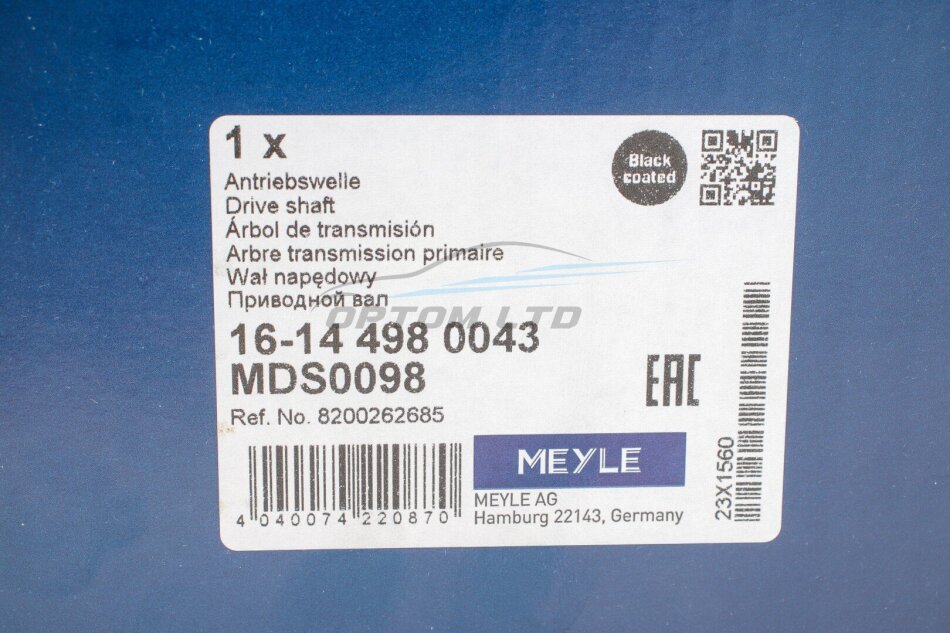 1 x
Black
coated
Antriebswelle
Drive shaft
Árbol de transmisión
Arbre transmission primaire
Wał napędowy
Приводной вал
OPTOM LTD
16-14 498 0043
MDS0098
Ref. No. 8200262685
EAC
MEYLE
MEYLE AG
Hamburg 22143, Germany
4 040074 220870
23X1560